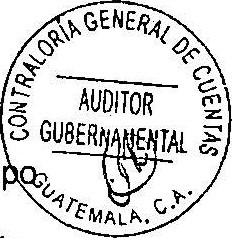 CONTRALORÍA GENERAL DE CUENTAS
AUDITOR
GUBERNAMENTAL
po
GUATEMALA, C.A.